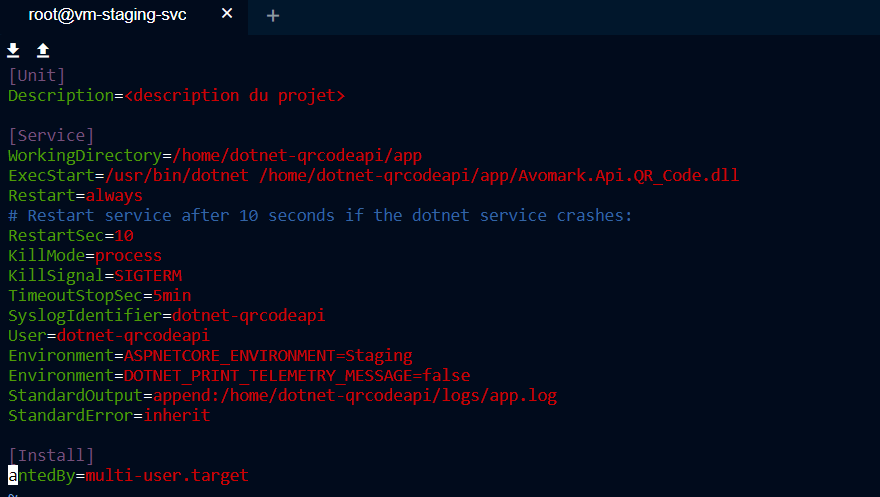 root@vm-staging-svc
[Unit]
Description=<description du projet>
[Service]
WorkingDirectory=/home/dotnet-qrcodeapi/app
ExecStart=/usr/bin/dotnet /home/dotnet-qrcodeapi/app/Avomark.Api.QR_Code.dll
Restart=always
# Restart service after 10 seconds if the dotnet service crashes:
RestartSec=10
KillMode=process
KillSignal=SIGTERM
TimeoutStopSec=5min
SyslogIdentifier=dotnet-qrcodeapi
User=dotnet-qrcodeapi
Environment=ASPNETCORE_ENVIRONMENT=Staging
Environment=DOTNET_PRINT_TELEMETRY_MESSAGE=false
StandardOutput=append:/home/dotnet-qrcodeapi/logs/app.log
StandardError=inherit
[Install]
antedBy=multi-user.target